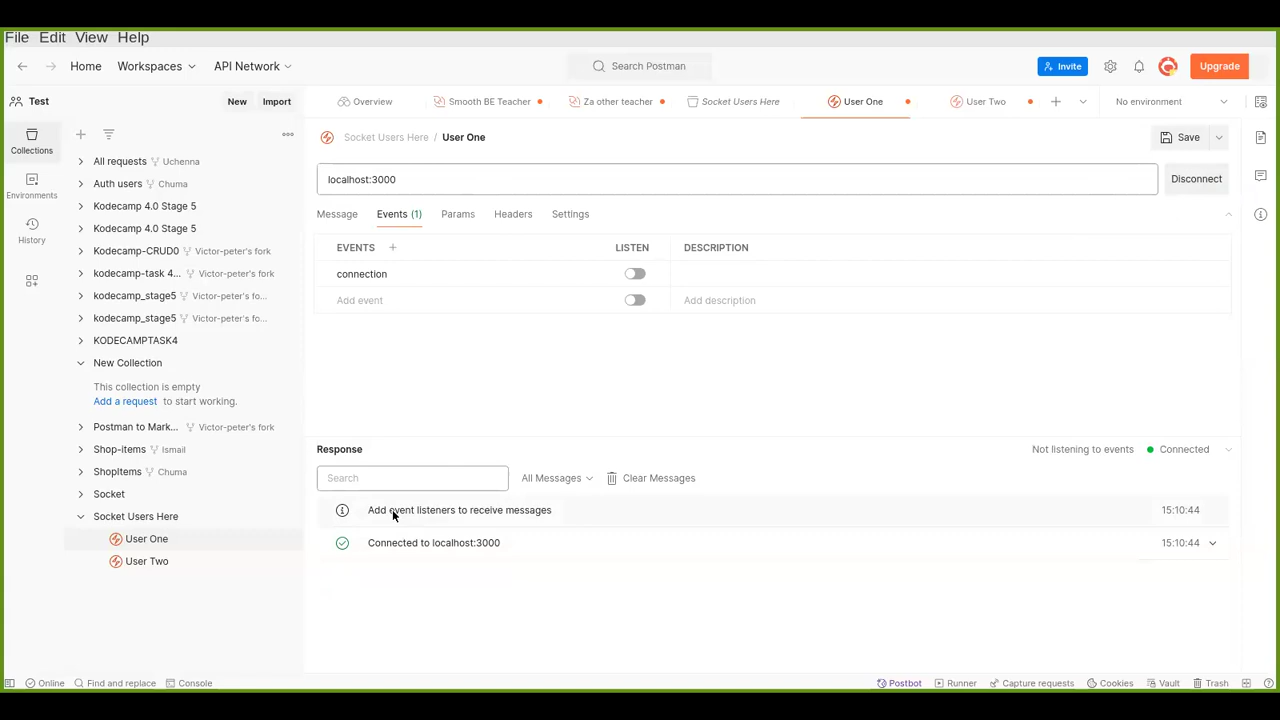 File Edit View Help
Home Workspaces API Network Search Postman Invite Upgrade
Test New Import Overview Smooth BE Teacher Za other teacher Socket Users Here User One User Two No environment
Collections
Environments
History
All requests Uchenna
Auth users Chuma
Kodecamp 4.0 Stage 5
Kodecamp 4.0 Stage 5
Kodecamp-CRUD0 Victor-peter's fork
kodecamp-task 4... Victor-peter's fork
kodecamp_stage5 Victor-peter's fo...
kodecamp_stage5 Victor-peter's fo...
KODECAMPTASK4
New Collection
This collection is empty
Add a request to start working.
Postman to Mark... Victor-peter's fork
Shop-items Ismail
ShopItems Chuma
Socket
Socket Users Here
User One
User Two
Socket Users Here / User One Save
localhost:3000 Disconnect
Message Events (1) Params Headers Settings
EVENTS + LISTEN DESCRIPTION
connection
Add event Add description
Response Not listening to events Connected
Search All Messages Clear Messages
Add event listeners to receive messages 15:10:44
Connected to localhost:3000 15:10:44
Online Find and replace Console Postbot Runner Capture requests Cookies Vault Trash